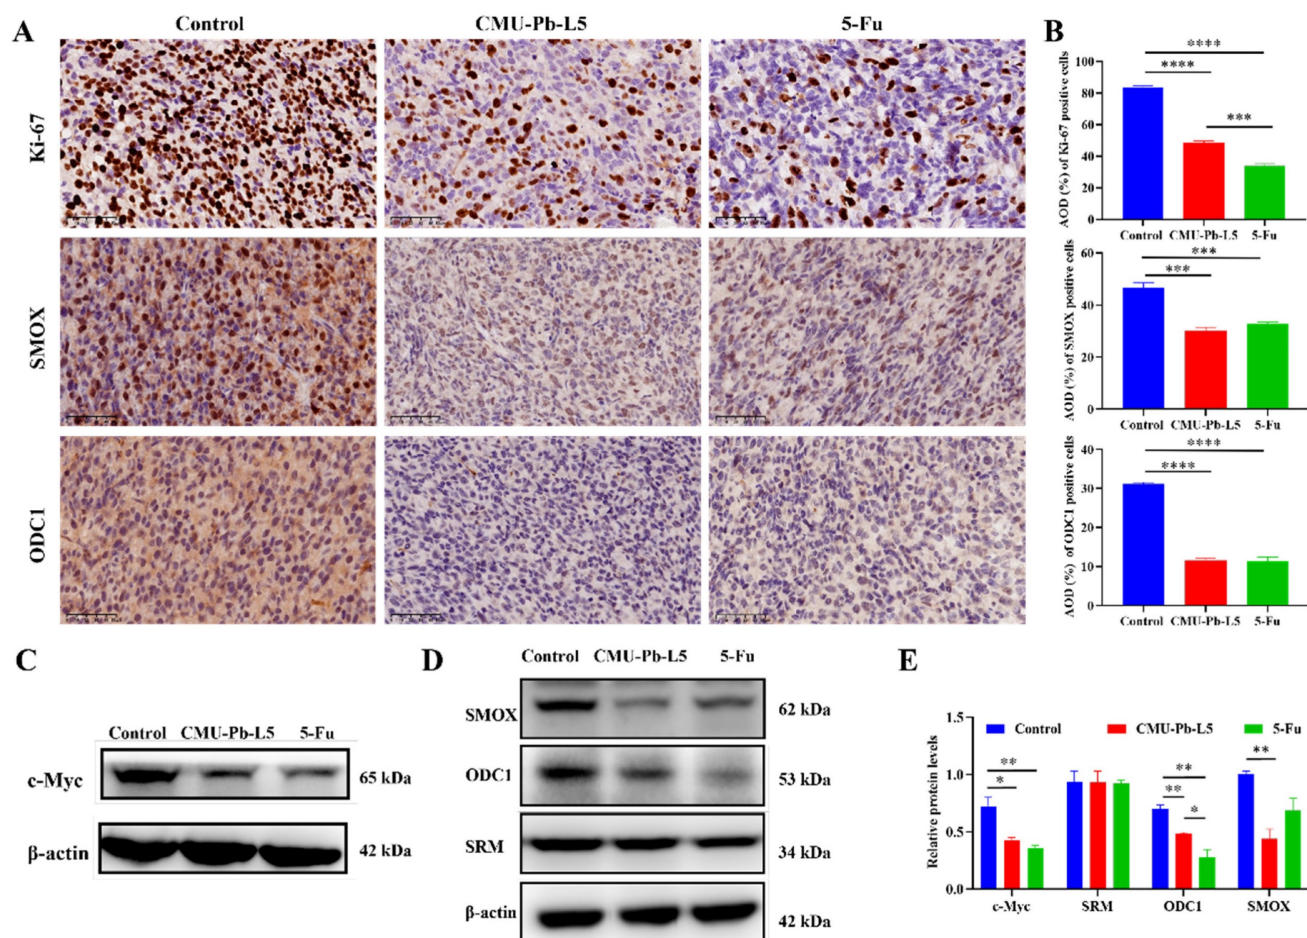 A
Control
CMU-Pb-L5
5-Fu
Ki-67
SMOX
ODC1
B
AOD (%) of Ki-67 positive cells
100
80
60
40
20
0
****
****
***
Control CMU-Pb-L5 5-Fu
AOD (%) of SMOX positive cells
60
40
20
0
***
***
Control CMU-Pb-L5 5-Fu
AOD (%) of ODC1 positive cells
40
30
20
10
0
****
****
Control CMU-Pb-L5 5-Fu
C
Control CMU-Pb-L5 5-Fu
c-Myc 65 kDa
β-actin 42 kDa
D
Control CMU-Pb-L5 5-Fu
SMOX 62 kDa
ODC1 53 kDa
SRM 34 kDa
β-actin 42 kDa
E
Relative protein levels
1.5
1.0
0.5
0.0
Control CMU-Pb-L5 5-Fu
**
*
**
**
*
**
c-Myc SRM ODC1 SMOX